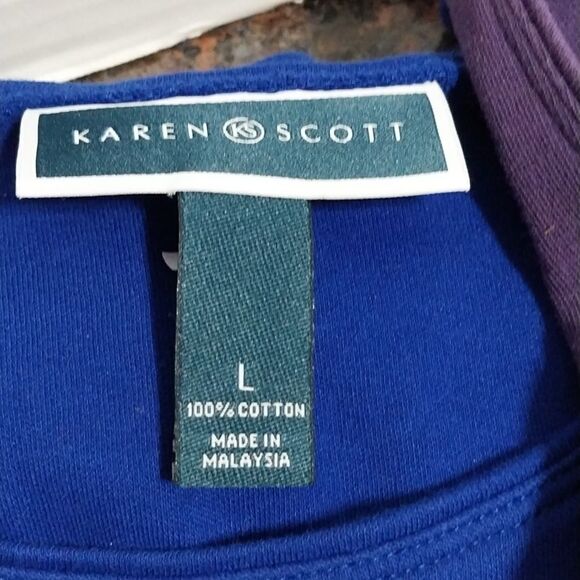 KAREN KS SCOTT
L
100% COTTON
MADE IN
MALAYSIA